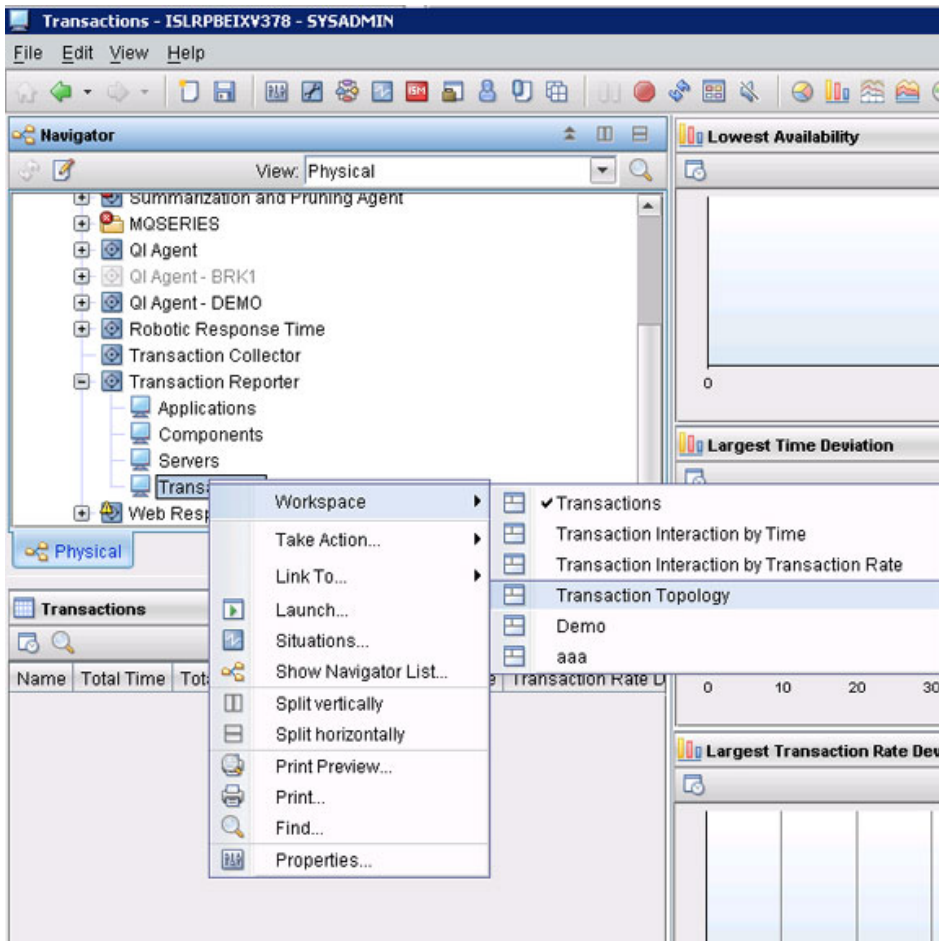 Transactions - ISLRPBEIXV378 - SYSADMIN
File Edit View Help
ISM
Navigator
View: Physical
Summarization and Pruning Agent
MQSERIES
QI Agent
QI Agent - BRK1
QI Agent - DEMO
Robotic Response Time
Transaction Collector
Transaction Reporter
Applications
Components
Servers
Trans
Web Resp
Physical
Workspace
Take Action...
Link To...
Launch...
Situations...
Show Navigator List...
Split vertically
Split horizontally
Print Preview...
Print...
Find...
Properties...
✔Transactions
Transaction Interaction by Time
Transaction Interaction by Transaction Rate
Transaction Topology
Demo
aaa
Transactions
Name Total Time Tot Transaction Rate D
Lowest Availability
0
Largest Time Deviation
0 10 20 30
Largest Transaction Rate Dev